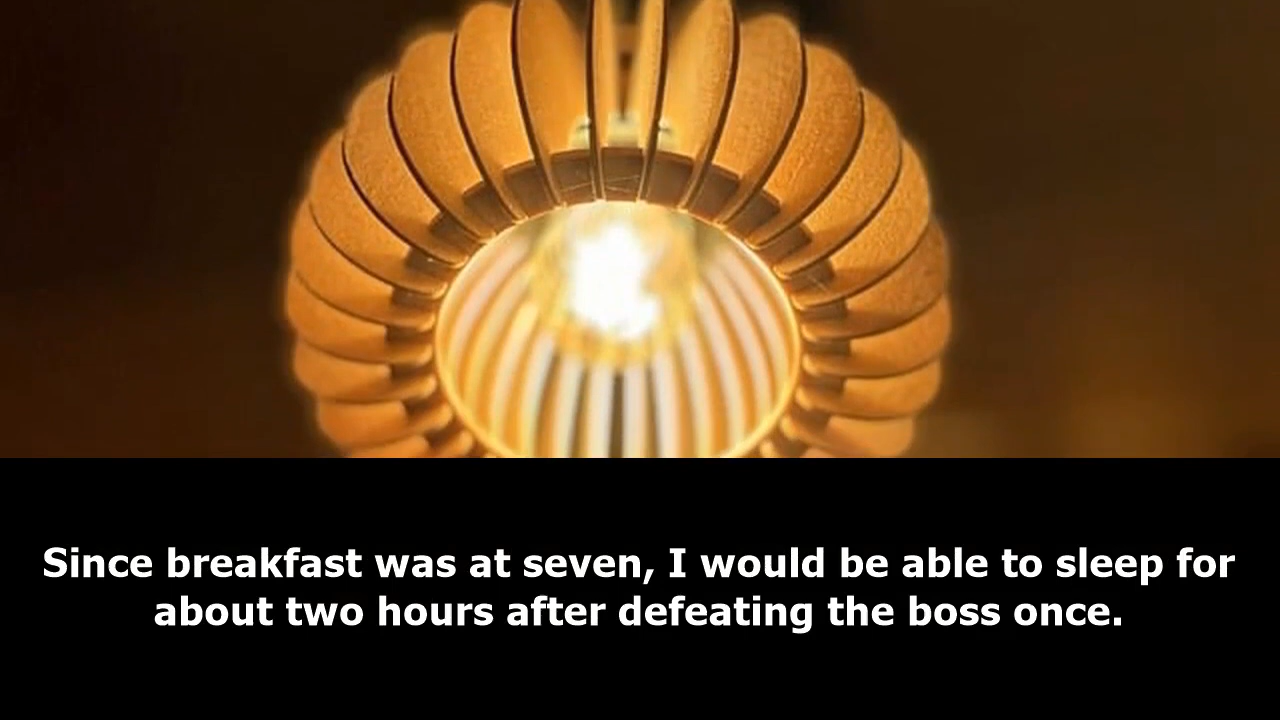 Since breakfast was at seven, I would be able to sleep for
about two hours after defeating the boss once.